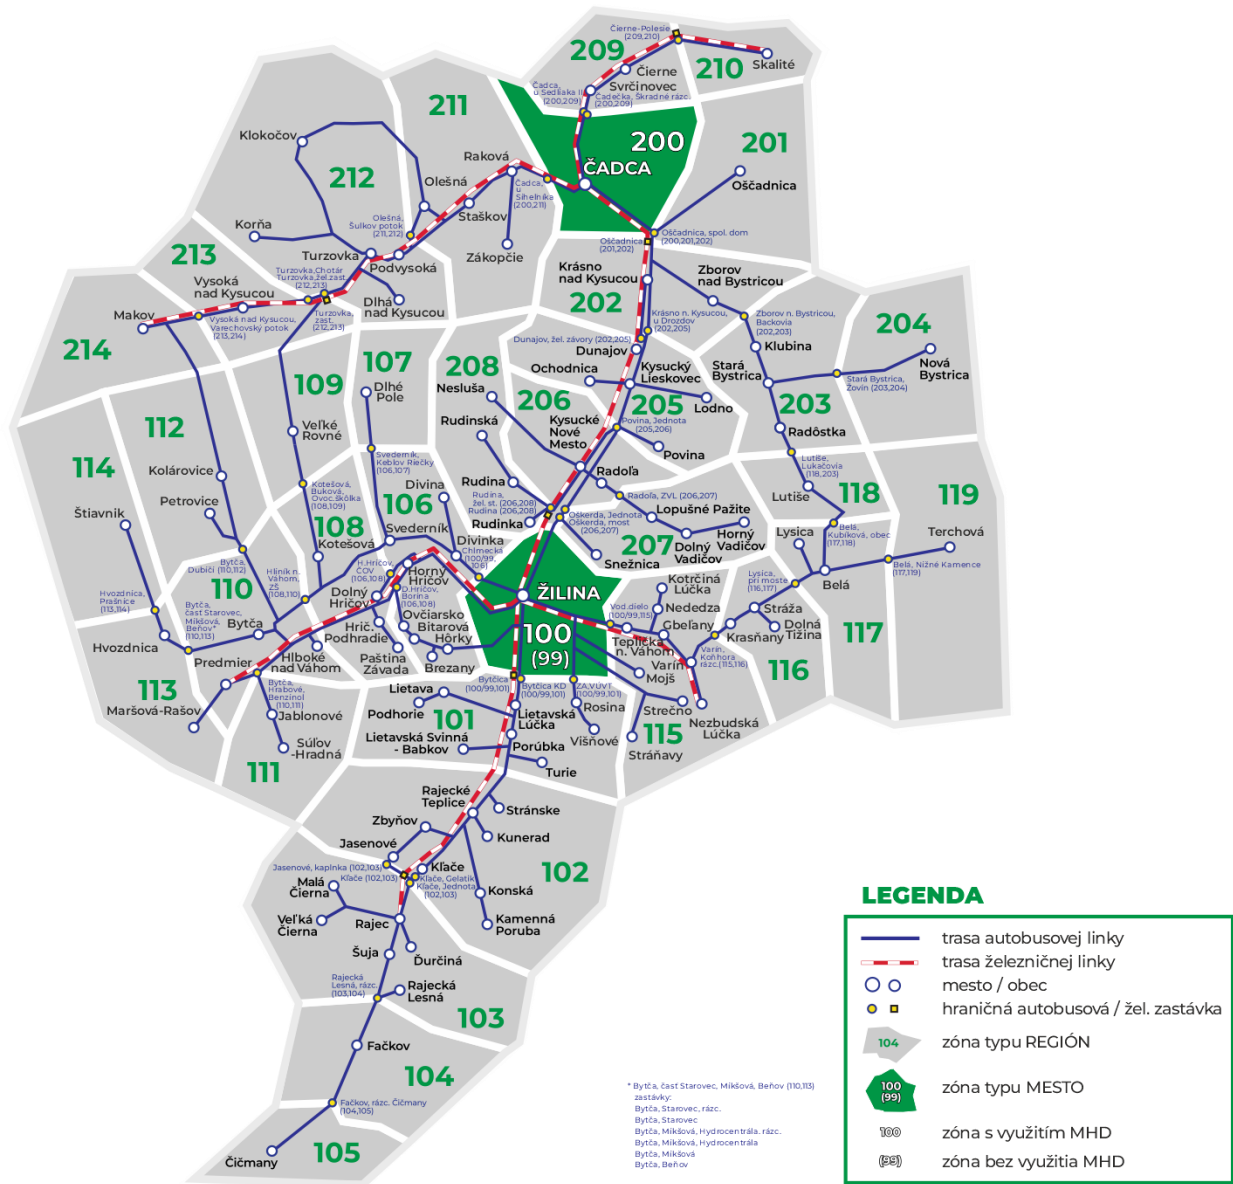 Čierne-Polesie
(209,210)
209
210
Skalité
Čierne
Svrčinovec
Čadca,
u Sedliaka II
(200,209)
Čadečka, Škradné rázc.
(200,209)
211
200
ČADCA
201
Oščadnica
Klokočov
212
Raková
Olešná
Čadca,
u
Sihelníka
(200,211)
Staškov
Olešná,
Šulkov potok
(211,212)
Korňa
Turzovka
Podvysoká
Zákopčie
Oščadnica, spol. dom
(200,201,202)
Oščadnica
(201,202)
213
Vysoká
nad Kysucou
Turzovka,Chotár
Turzovka,žel.zast.
(212,213)
Dlhá
nad Kysucou
Turzovka,
zast.
(212,213)
Makov
Vysoká nad Kysucou,
Varechovský potok
(213,214)
214
Krásno
nad Kysucou
202
Zborov
nad Bystricou
Krásno n. Kysucou,
u Drozdov
(202,205)
Zborov n. Bystricou,
Backovia
(202,203)
204
Dunajov, žel. závory (202,205)
Dunajov
Klubina
Nová
Bystrica
Stará
Bystrica
Stará Bystrica,
Žovin (203,204)
107
Dlhé
Pole
208
Nesluša
Ochodnica
Kysucký
Lieskovec
109
Veľké
Rovné
206
205
Lodno
203
Radôstka
Rudinská
Kysucké
Nové
Mesto
Povina, Jednota
(205,206)
Povina
112
114
Kolárovice
Svederník,
Keblov Riečky
(106,107)
Lutiše,
Lukačovia
(118,203)
Radoľa
Kotešová,
Buková,
Ovoc.škôlka
(108,109)
Divina
Rudina
Rudina,
žel. st. (206,208)
Rudina (206,208)
Radoľa, ZVL (206,207)
Lutiše
118
119
Petrovice
Štiavnik
106
Lopušné Pažite
Rudinka
Oškerda, Jednota
Oškerda, most
(206,207)
108
Svederník
Kotešová
Divinka
207
Horný
Vadičov
Dolný
Vadičov
Lysica
Belá,
Kubíková, obec
(117,118)
Terchová
Snežnica
Chlmecká
(100/99,
106)
Bytča,
Dubičí (110,112)
Hliník n.
Váhom,
ZŠ
(108,110)
H.Hričov,
ČOV
(106,108)
Horný
Hričov
Dolný
Hričov
D.Hričov,
Borina
(106,108)
Belá, Nižné Kamence
(117,119)
Belá
Lysica,
pri moste
(116,117)
Kotrčiná
Lúčka
110
Hvozdnica,
Prašnice
(113,114)
Bytča,
časť Starovec,
Mikšová,
Beňov*
(110,113)
Bytča
ŽILINA
100
(99)
Vod.dielo
(100/99,115)
Nededza
Gbeľany
Teplička
n. Váhom
Stráža
Dolná
Tižina
Krasňany
117
Ovčiarsko
Bitarová
Hôrky
Hrič.
Podhradie
Hvozdnica
Predmier
Hlboké
nad Váhom
Paština
Závada
Brezany
Varín
Varín,
Koňhora
rázc.(115,116)
116
Mojš
113
Maršová-Rašov
Bytča,
Hrabové,
Benzinol
(110,111)
Bytčica
(100/99,101)
Bytčica KD
(100/99,101)
ZA,VÚVT
(100/99,101)
Lietava
Podhorie
Jablonové
101
Lietavská
Lúčka
Rosina
Strečno
Nezbudská
Lúčka
Lietavská Svinná
- Babkov
Porúbka
Višňové
115
Stráňavy
Súľov
-Hradná
111
Turie
Rajecké
Teplice
Stránske
Zbyňov
Kunerad
Jasenové
Jasenové, kaplnka (102,103)
Kľače
102
Kľače (102,103)
Kľače, Gelatik
Kľače, Jednota
(102,103)
Malá
Čierna
Konská
Veľká
Čierna
Rajec
Kamenná
Poruba
Šuja
Ďurčiná
Rajecká
Lesná, rázc.
(103,104)
Rajecká
Lesná
103
Fačkov
104
Fačkov, rázc. Čičmany
(104,105)
105
Čičmany
* Bytča, časť Starovec, Mikšová, Beňov (110,113)
zastávky:
Bytča, Starovec, rázc.
Bytča, Starovec
Bytča, Mikšová, Hydrocentrála. rázc.
Bytča, Mikšová, Hydrocentrála
Bytča, Mikšová
Bytča, Beňov
LEGENDA
trasa autobusovej linky
trasa železničnej linky
mesto / obec
hraničná autobusová / žel. zastávka
104
zóna typu REGIÓN
100
(99)
zóna typu MESTO
100
zóna s využitím MHD
(99)
zóna bez využitia MHD